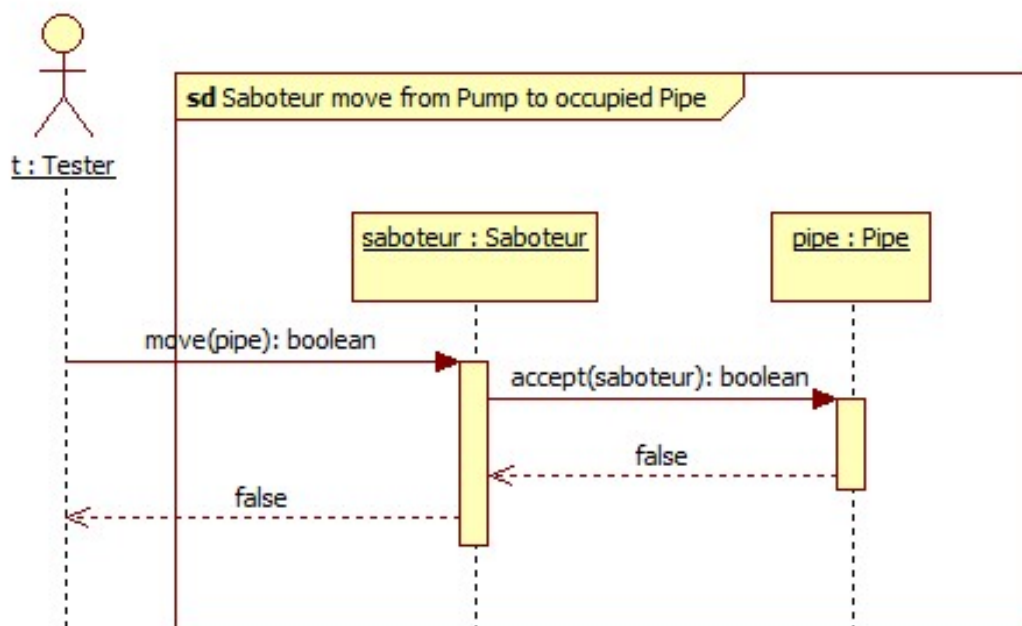 sd Saboteur move from Pump to occupied Pipe
t : Tester
saboteur : Saboteur
pipe : Pipe
move(pipe): boolean
accept(saboteur): boolean
false
false